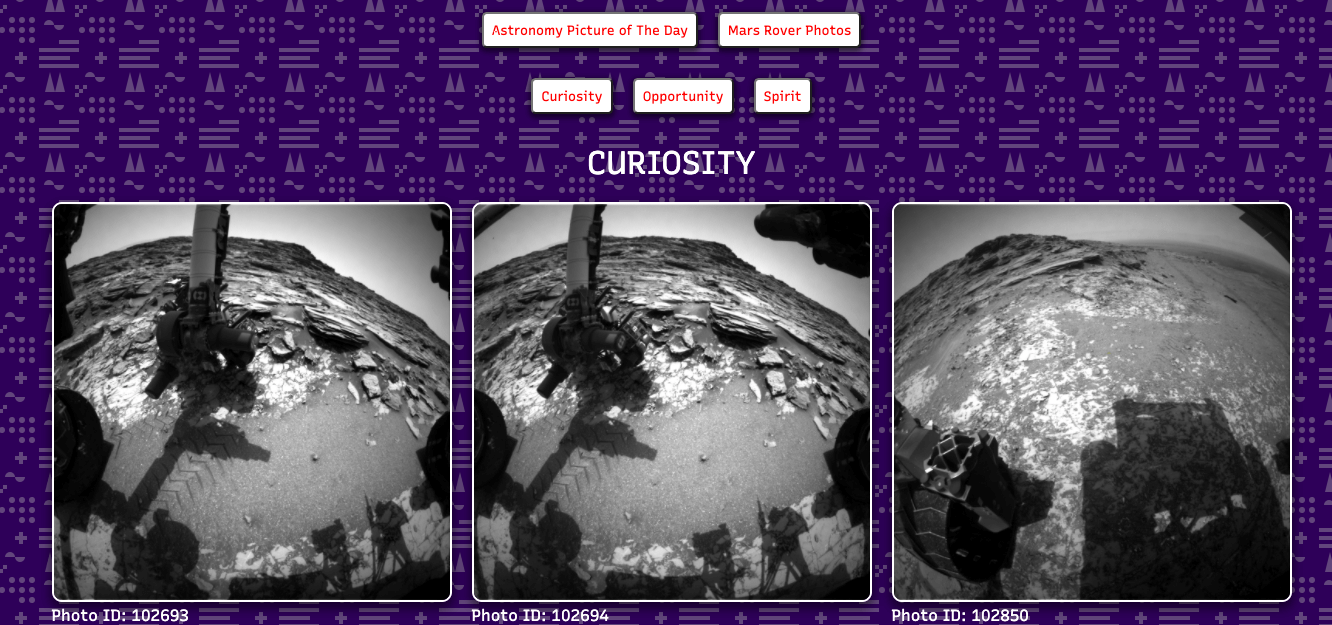 Astronomy Picture of The Day Mars Rover Photos
Curiosity Opportunity Spirit
CURIOSITY
Photo ID: 102693 Photo ID: 102694 Photo ID: 102850